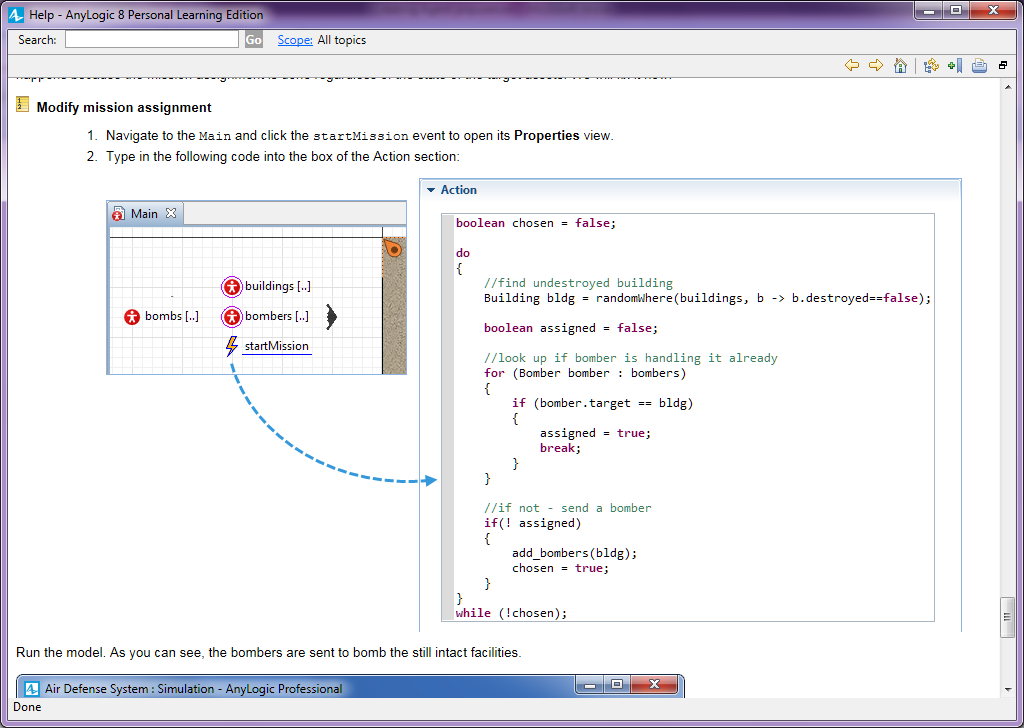 Help - AnyLogic 8 Personal Learning Edition
Search:
Go
Scope: All topics
Modify mission assignment
1. Navigate to the Main and click the startMission event to open its Properties view.
2. Type in the following code into the box of the Action section:
Main
buildings [..]
bombs [..]
bombers [..]
startMission
Action
boolean chosen = false;
do
{
//find undestroyed building
Building bldg = randomWhere(buildings, b -> b.destroyed==false);
boolean assigned = false;
//look up if bomber is handling it already
for (Bomber bomber : bombers)
{
if (bomber.target == bldg)
{
assigned = true;
break;
}
}
//if not - send a bomber
if(! assigned)
{
add_bombers(bldg);
chosen = true;
}
}
while (!chosen);
Run the model. As you can see, the bombers are sent to bomb the still intact facilities.
Air Defense System : Simulation - AnyLogic Professional
Done